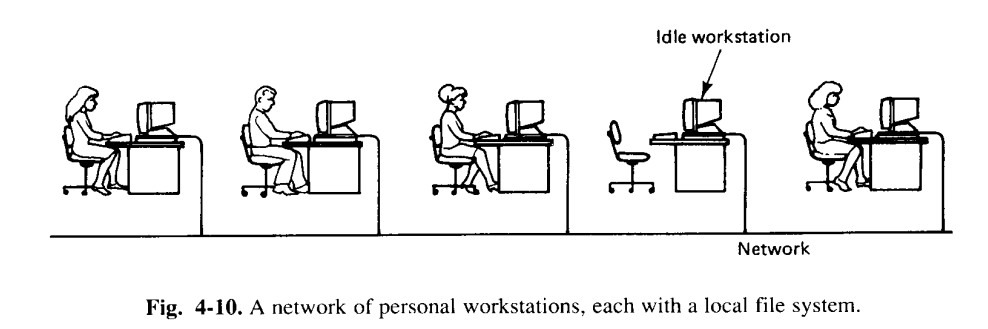 Idle workstation
Network
Fig. 4-10. A network of personal workstations, each with a local file system.